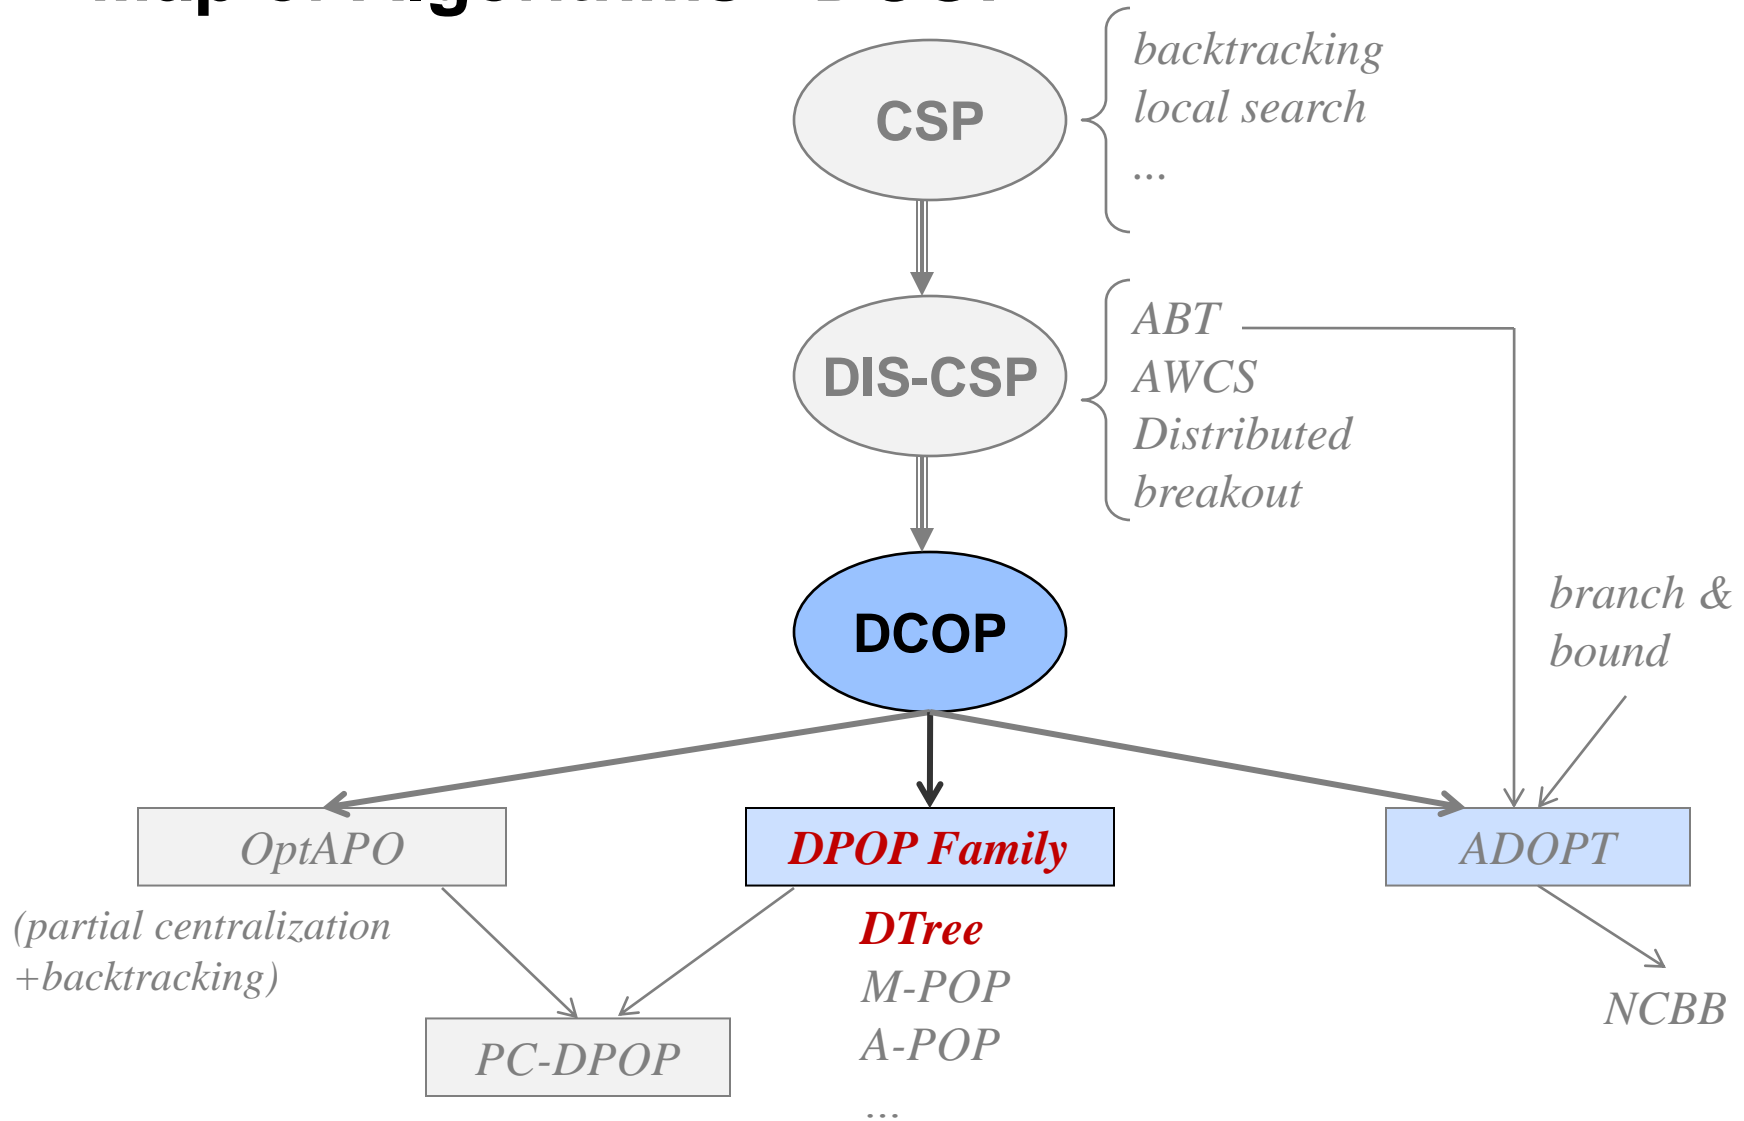 backtracking
local search
...
CSP
ABT
AWCS
Distributed
breakout
DIS-CSP
branch &
bound
DCOP
OptAPO
DPOP Family
ADOPT
(partial centralization
+backtracking)
DTree
M-POP
A-POP
...
NCBB
PC-DPOP